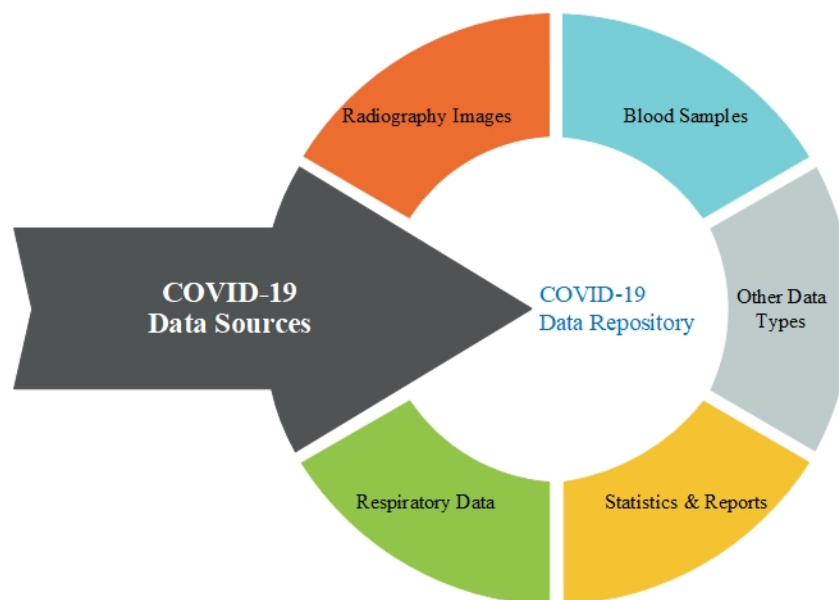 Radiography Images
Blood Samples
COVID-19
Data Sources
COVID-19
Data Repository
Other Data
Types
Respiratory Data
Statistics & Reports